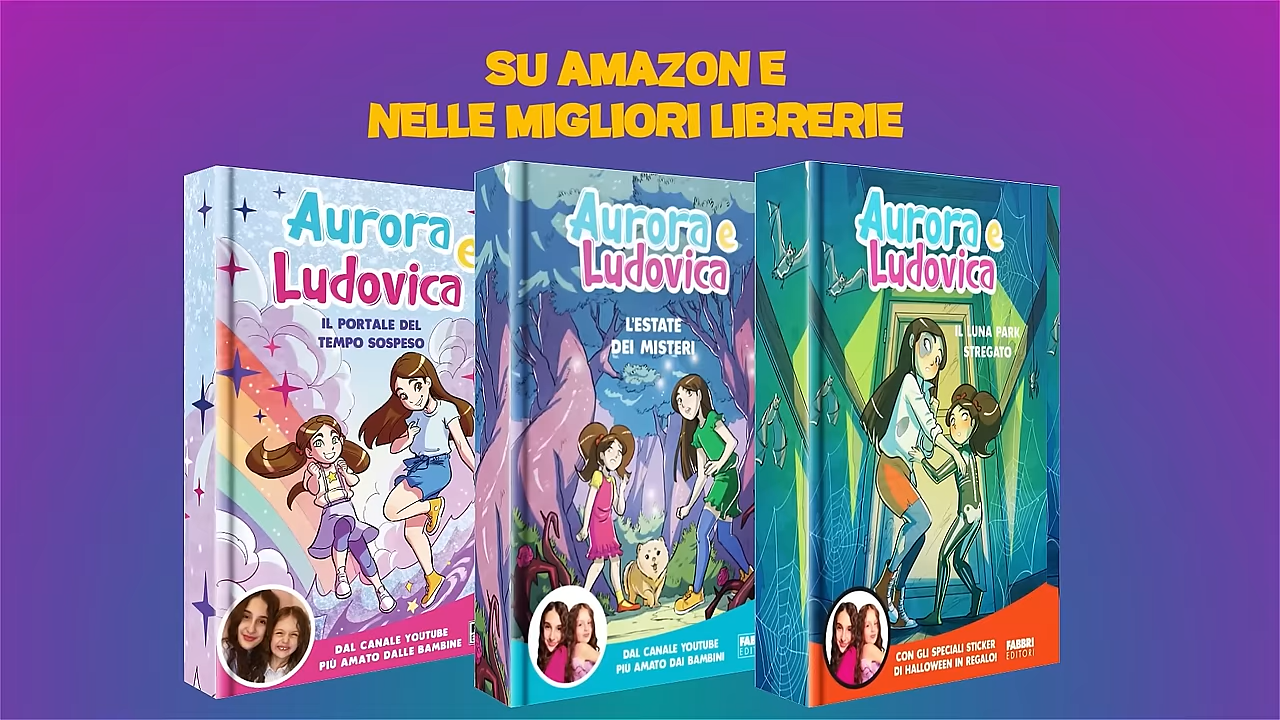 SU AMAZON E
NELLE MIGLIORI LIBRERIE
Aurora e
Ludovica
IL PORTALE DEL
TEMPO SOSPESO
DAL CANALE YOUTUBE
PIÙ AMATO DALLE BAMBINE
Aurora e
Ludovica
L'ESTATE
DEI MISTERI
DAL CANALE YOUTUBE
PIÙ AMATO DAI BAMBINI
Aurora e
Ludovica
IL LUNA PARK
STREGATO
CON GLI SPECIALI STICKER
DI HALLOWEEN IN REGALO!
FABBRI
EDITORI